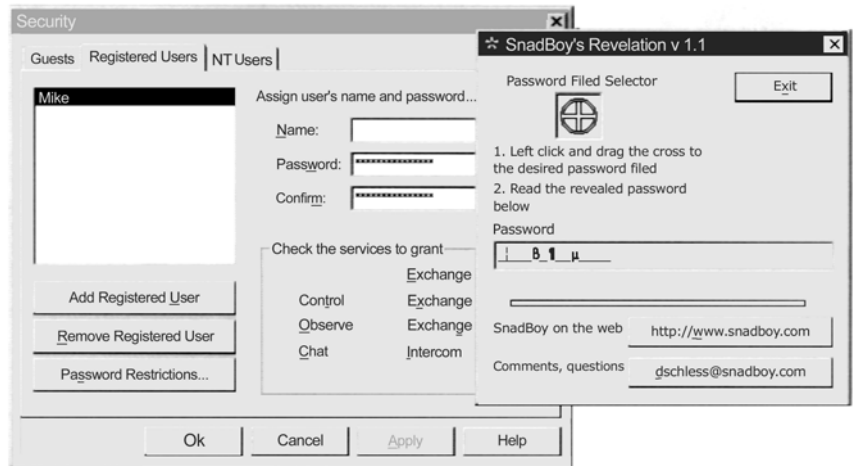 Security
Guests Registered Users NT Users
Mike
Assign user's name and password...
Name:
Password: ***************
Confirm: ***************
Check the services to grant
Exchange
Control Exchange
Observe Exchange
Chat Intercom
Add Registered User
Remove Registered User
Password Restrictions...
Ok Cancel Apply Help
SnadBoy's Revelation v 1.1
Password Filed Selector
Exit
1. Left click and drag the cross to
the desired password filed
2. Read the revealed password
below
Password
¦__B_¶__µ____
SnadBoy on the web http://www.snadboy.com
Comments, questions dschless@snadboy.com